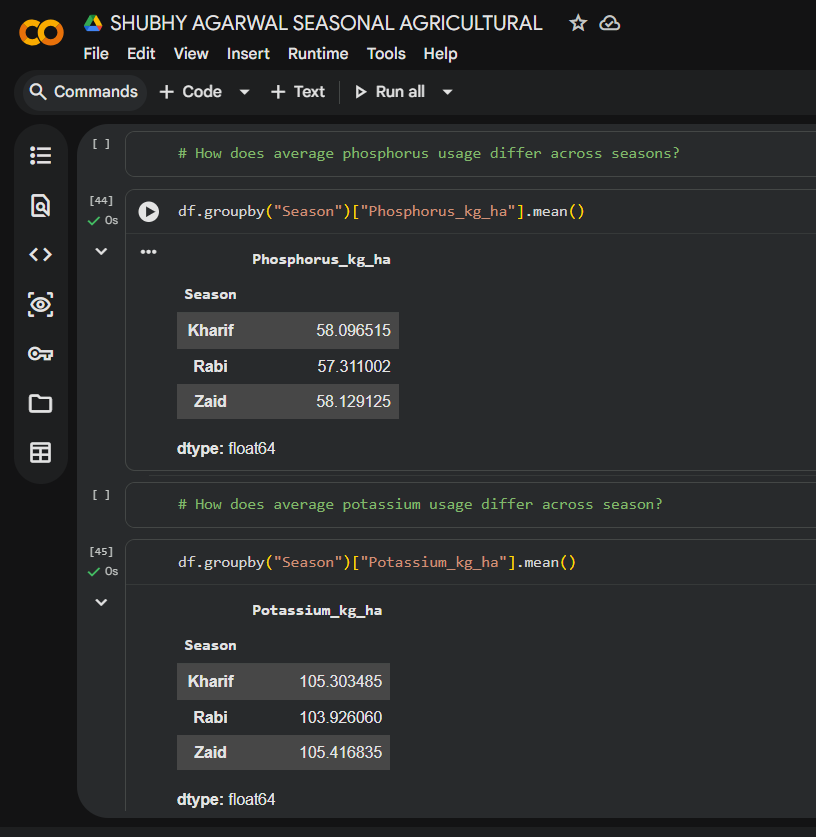 SHUBHY AGARWAL SEASONAL AGRICULTURAL
File Edit View Insert Runtime Tools Help
Commands + Code + Text Run all
[ ]
# How does average phosphorus usage differ across seasons?
[44]
0s
df.groupby("Season")["Phosphorus_kg_ha"].mean()
Phosphorus_kg_ha
Season
Kharif 58.096515
Rabi 57.311002
Zaid 58.129125
dtype: float64
[ ]
# How does average potassium usage differ across season?
[45]
0s
df.groupby("Season")["Potassium_kg_ha"].mean()
Potassium_kg_ha
Season
Kharif 105.303485
Rabi 103.926060
Zaid 105.416835
dtype: float64